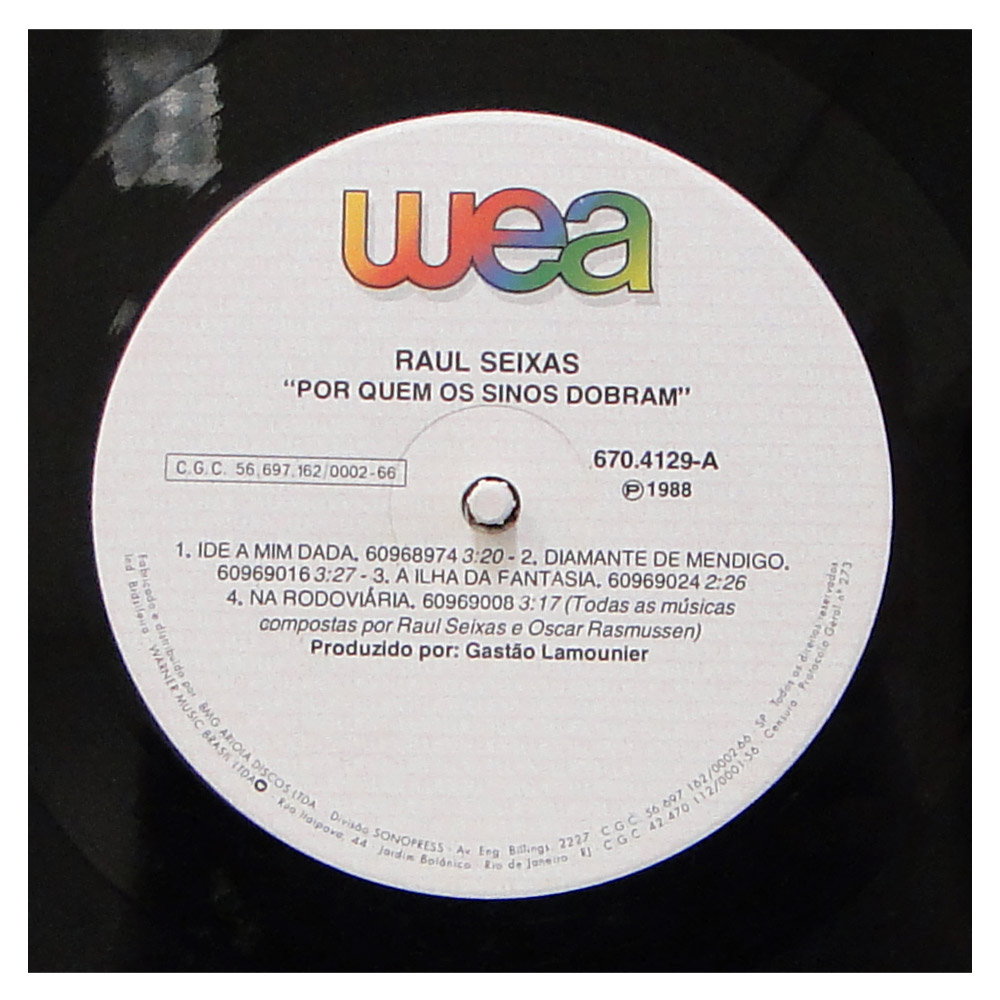 wea
RAUL SEIXAS
“POR QUEM OS SINOS DOBRAM”
C.G.C. 56.697.162/0002-66
670.4129-A
Ⓟ1988
1. IDE A MIM DADA. 60968974 3:20 - 2. DIAMANTE DE MENDIGO.
60969016 3:27 - 3. A ILHA DA FANTASIA. 60969024 2:26
4. NA RODOVIÁRIA. 60969008 3:17 (Todas as músicas
compostas por Raul Seixas e Oscar Rasmussen)
Produzido por: Gastão Lamounier
Fabricado e distribuido por BMG ARIOLA DISCOS LTDA. Divisão SONOPRESS - Av. Eng. Billings, 2227 C G C 56 697 162/0002-66 - SP - Todos os direitos reservados
Ind Brasileira - WARNER MUSIC BRASIL LTDA Rua Itaipava, 44 Jardim Botânico Rio de Janeiro RJ - C G C 42 470 112/0001-56 - Censura - Protocolo Geral nº 273